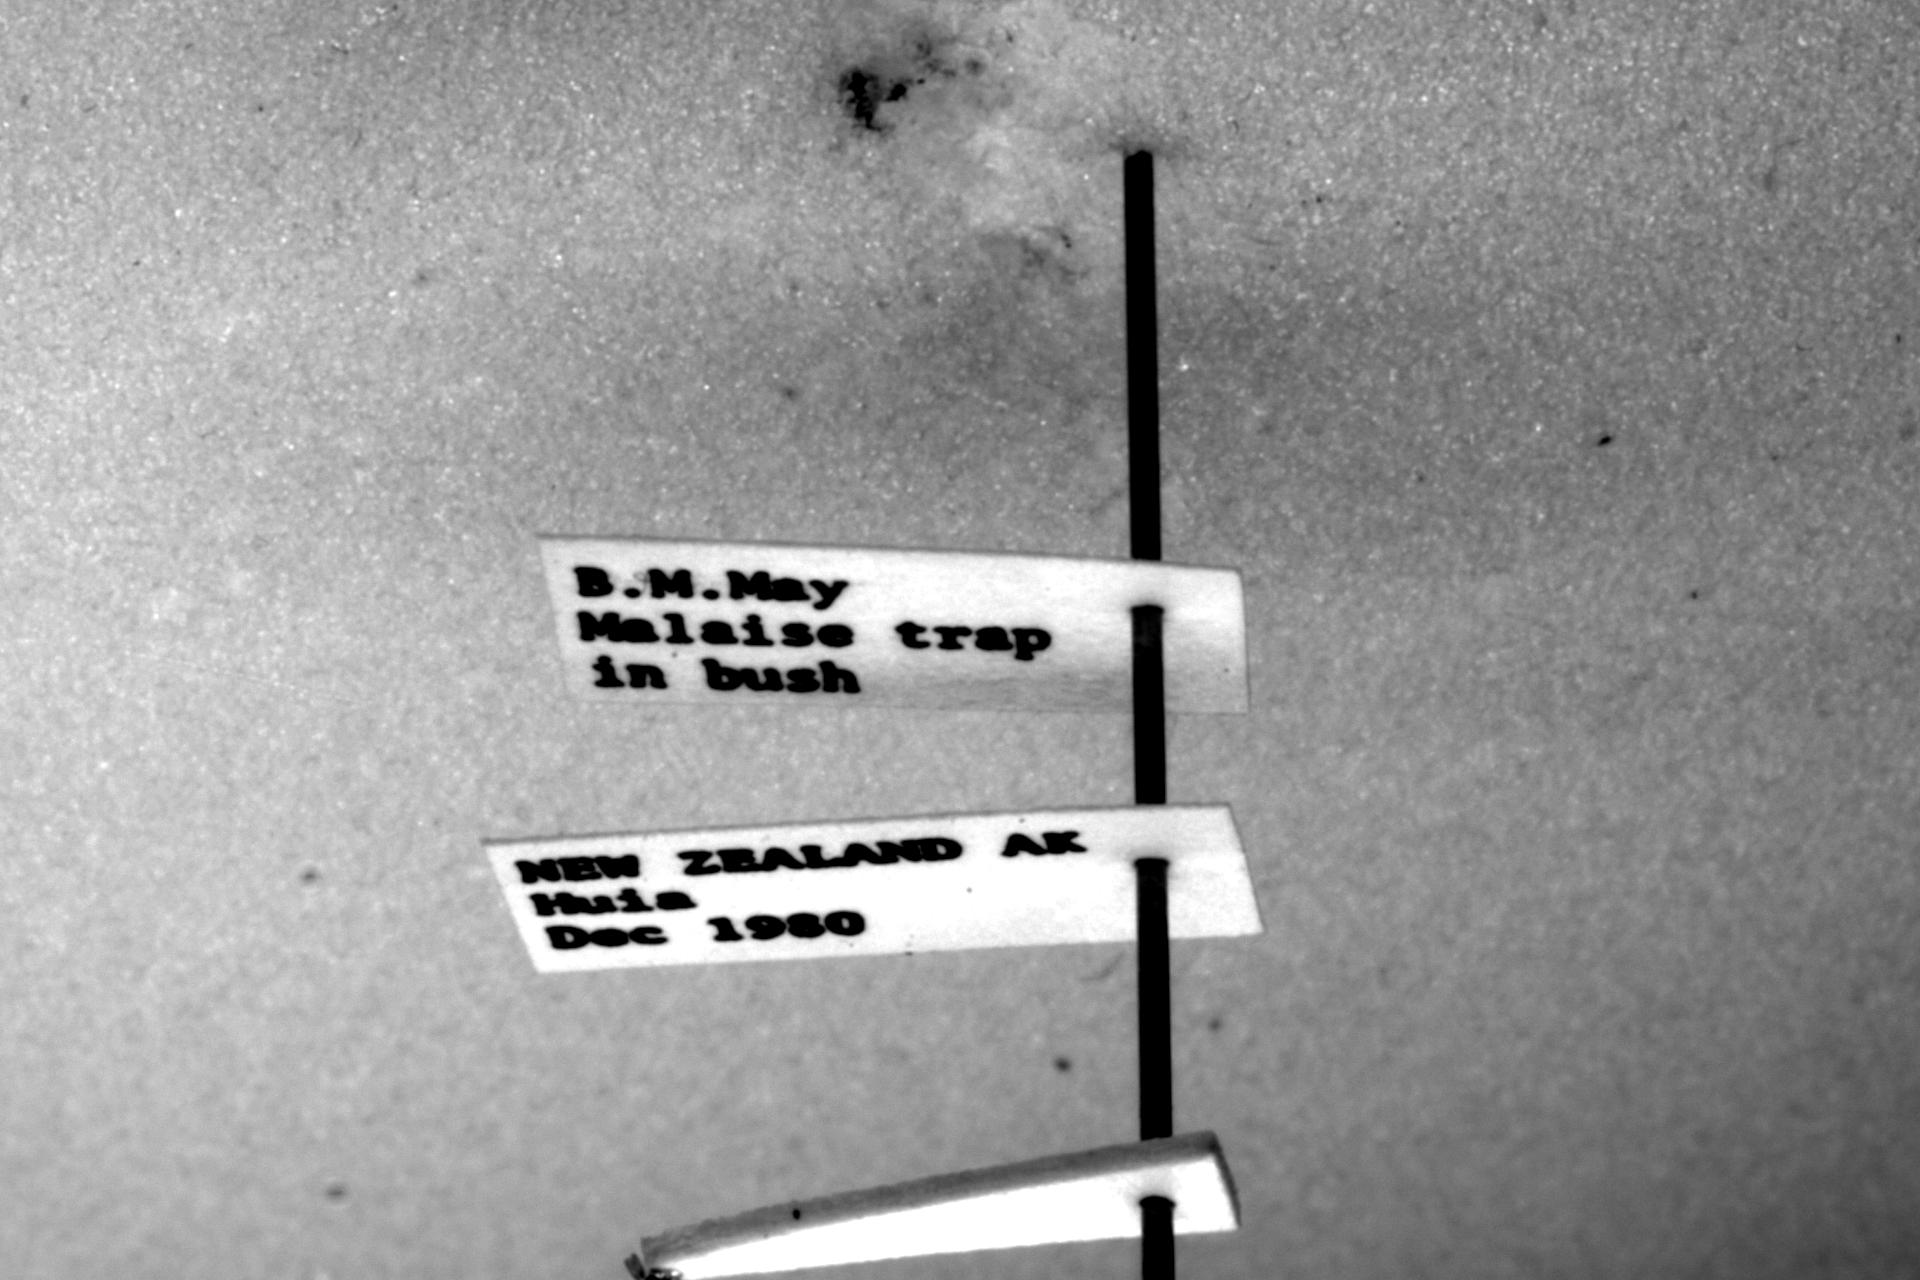 B.M.May
Malaise trap
in bush
NEW ZEALAND AK
Huia
Dec 1980